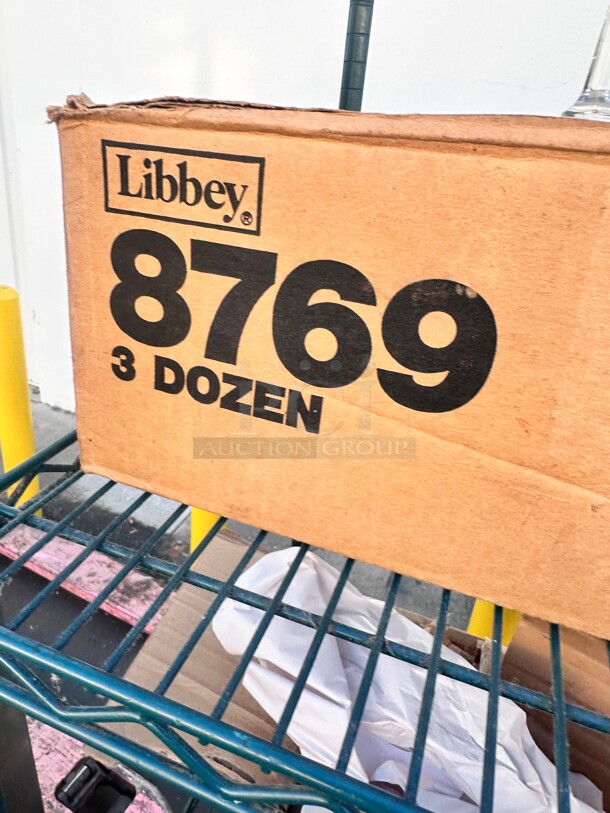 Libbey®
8769
3 DOZEN
AUCTION GROUP